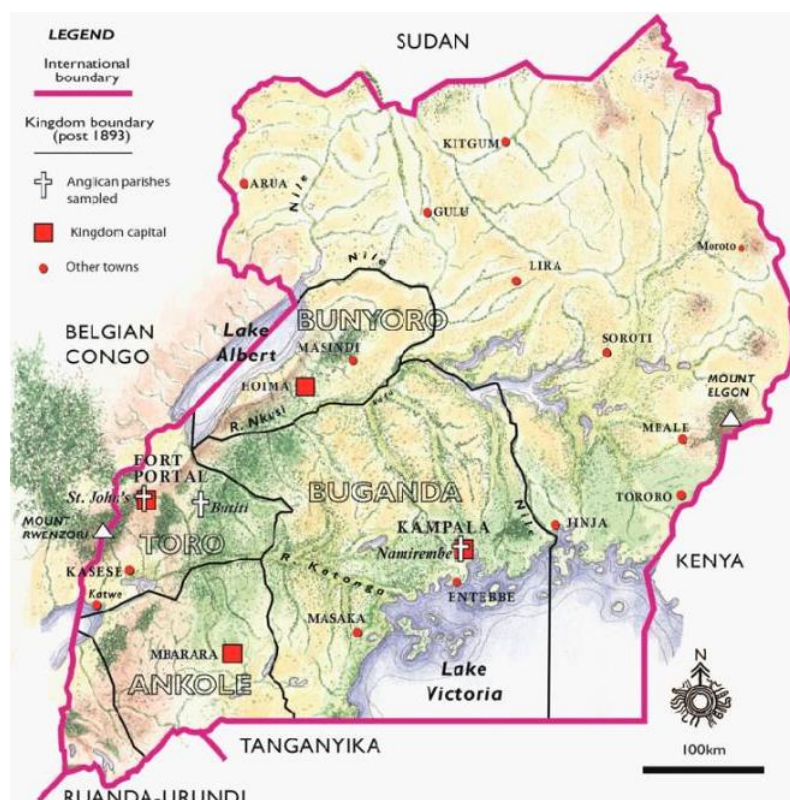 LEGEND
International
boundary
Kingdom boundary
(post 1893)
Anglican parishes
sampled
Kingdom capital
Other towns
SUDAN
KITGUM
ARUA
Nile
GULU
Moroto
Nile
LIRA
BELGIAN
CONGO
Lake
Albert
BUNYORO
MASINDI
SOROTI
HOIMA
MOUNT
ELGON
R. Nkusi
MBALE
FORT
PORTAL
St. John's
Butiti
BUGANDA
TORORO
MOUNT
RWENZORI
TORO
KAMPALA
Namirembe
Nile
JINJA
KENYA
KASESE
R. Katonga
Katwe
ENTEBBE
MASAKA
MBARARA
ANKOLE
Lake
Victoria
N
TANGANYIKA
100km
RUANDA-URUNDI